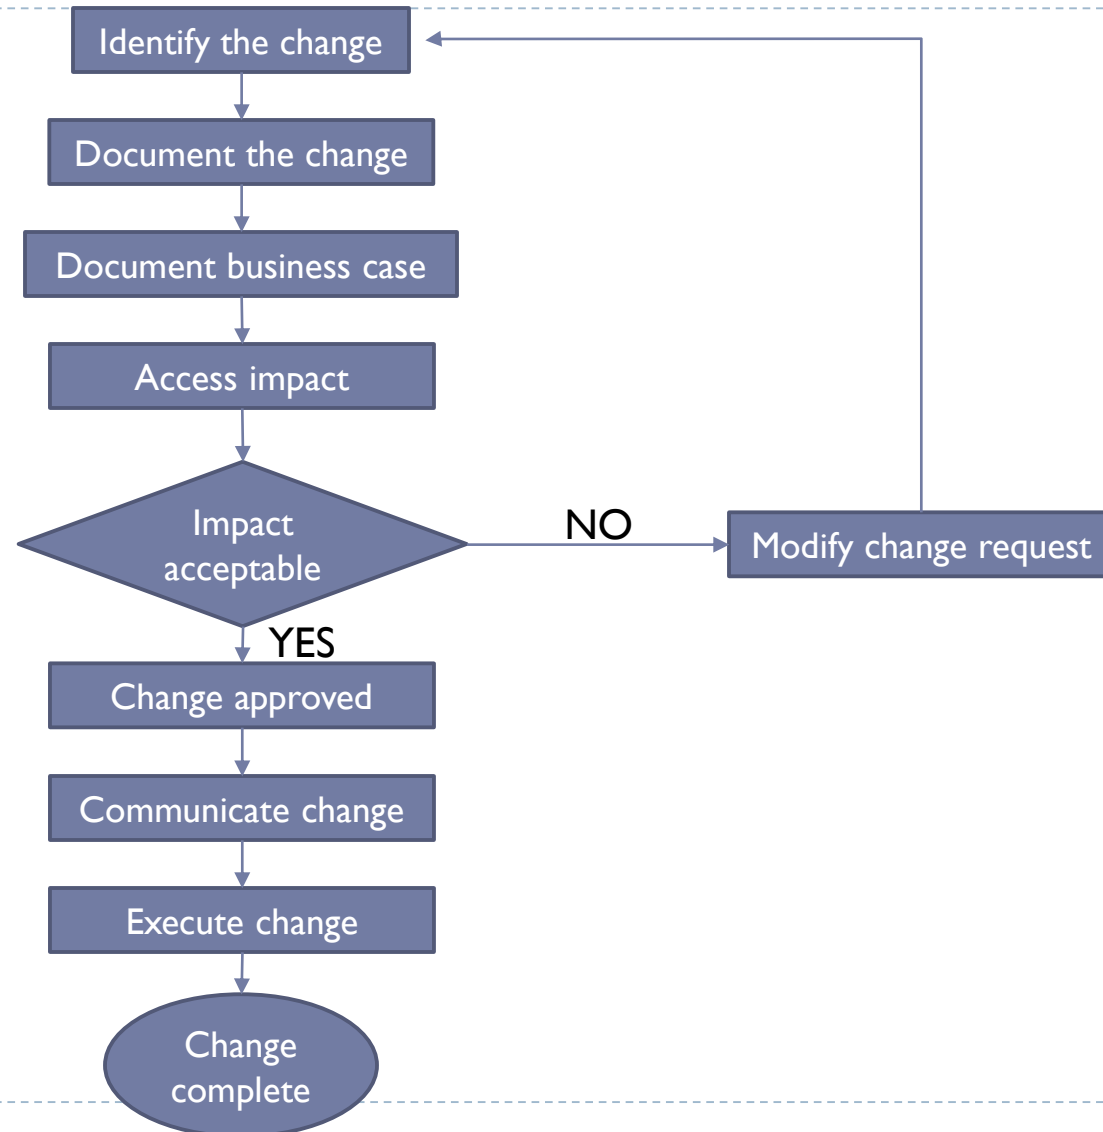 Identify the change
Document the change
Document business case
Access impact
Impact
acceptable
NO
Modify change request
YES
Change approved
Communicate change
Execute change
Change
complete